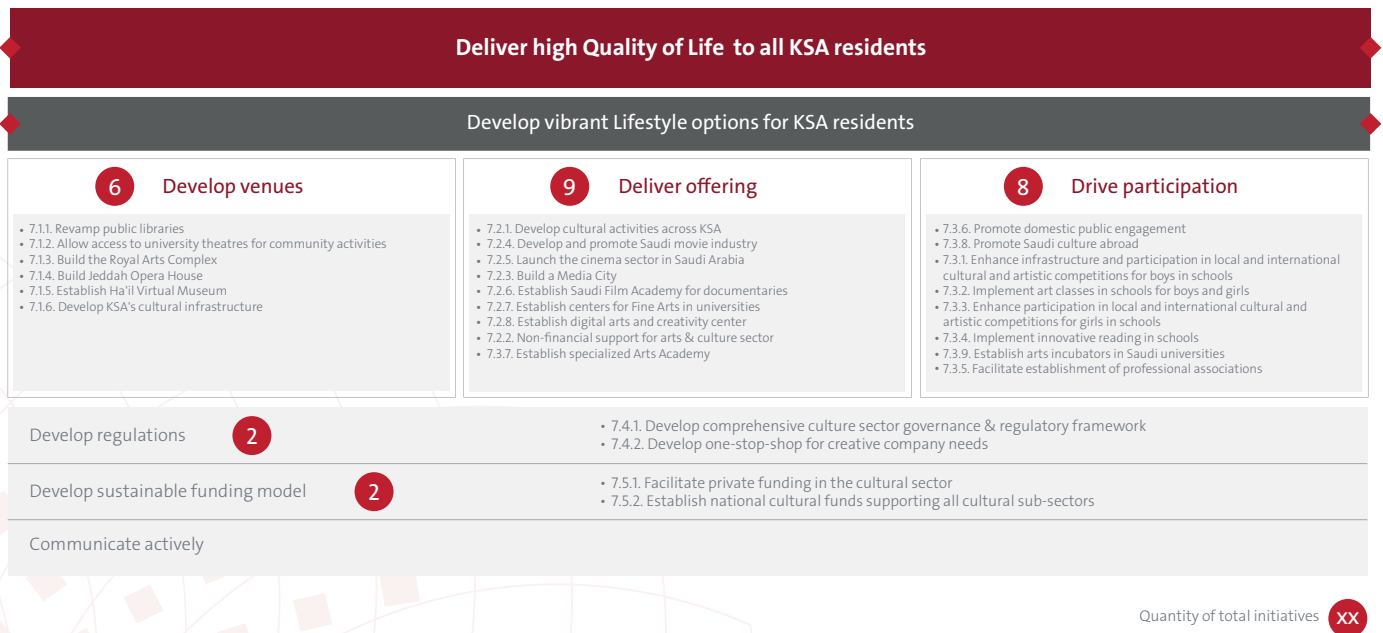 Deliver high Quality of Life to all KSA residents
Develop vibrant Lifestyle options for KSA residents
6 Develop venues
• 7.1.1. Revamp public libraries
• 7.1.2. Allow access to university theatres for community activities
• 7.1.3. Build the Royal Arts Complex
• 7.1.4. Build Jeddah Opera House
• 7.1.5. Establish Ha'il Virtual Museum
• 7.1.6. Develop KSA's cultural infrastructure
9 Deliver offering
• 7.2.1. Develop cultural activities across KSA
• 7.2.4. Develop and promote Saudi movie industry
• 7.2.5. Launch the cinema sector in Saudi Arabia
• 7.2.3. Build a Media City
• 7.2.6. Establish Saudi Film Academy for documentaries
• 7.2.7. Establish centers for Fine Arts in universities
• 7.2.8. Establish digital arts and creativity center
• 7.2.2. Non-financial support for arts & culture sector
• 7.3.7. Establish specialized Arts Academy
8 Drive participation
• 7.3.6. Promote domestic public engagement
• 7.3.8. Promote Saudi culture abroad
• 7.3.1. Enhance infrastructure and participation in local and international
cultural and artistic competitions for boys in schools
• 7.3.2. Implement art classes in schools for boys and girls
• 7.3.3. Enhance participation in local and international cultural and
artistic competitions for girls in schools
• 7.3.4. Implement innovative reading in schools
• 7.3.9. Establish arts incubators in Saudi universities
• 7.3.5. Facilitate establishment of professional associations
Develop regulations 2
• 7.4.1. Develop comprehensive culture sector governance & regulatory framework
• 7.4.2. Develop one-stop-shop for creative company needs
Develop sustainable funding model 2
• 7.5.1. Facilitate private funding in the cultural sector
• 7.5.2. Establish national cultural funds supporting all cultural sub-sectors
Communicate actively
Quantity of total initiatives XX